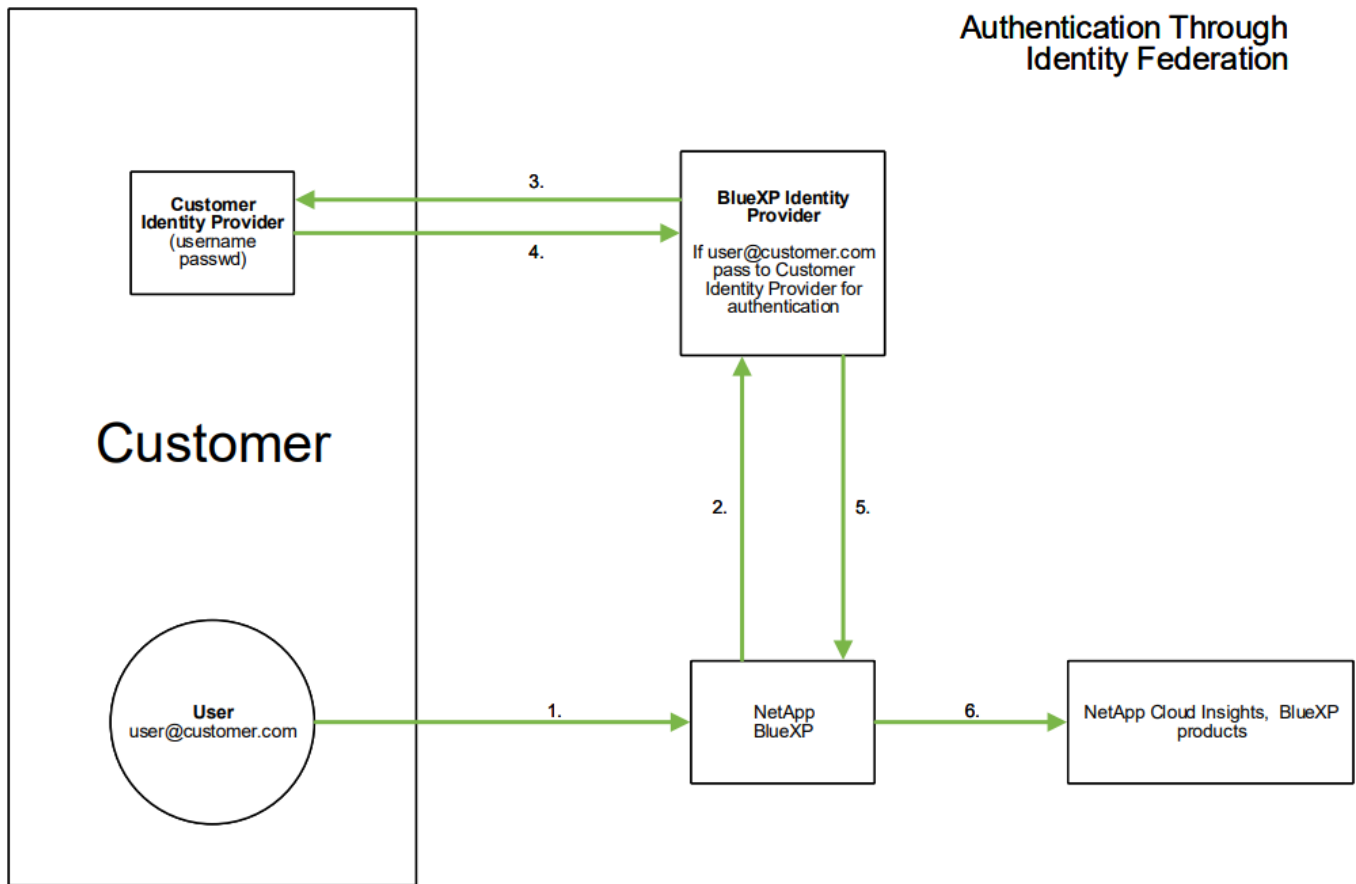 Authentication Through
Identity Federation
Customer
Identity Provider
(username
passwd)
3.
4.
BlueXP Identity
Provider
If user@customer.com
pass to Customer
Identity Provider for
authentication
Customer
2.
5.
User
user@customer.com
1.
NetApp
BlueXP
6.
NetApp Cloud Insights, BlueXP
products